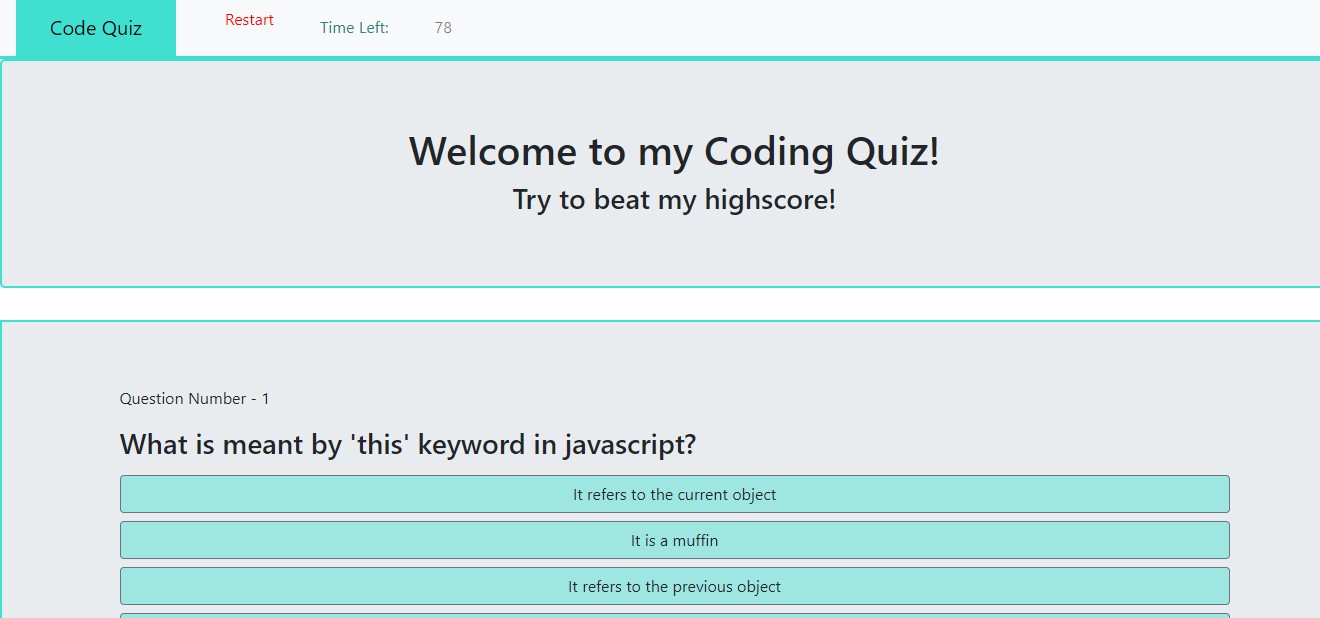 Code Quiz
Restart
Time Left:
78
Welcome to my Coding Quiz!
Try to beat my highscore!
Question Number - 1
What is meant by 'this' keyword in javascript?
It refers to the current object
It is a muffin
It refers to the previous object